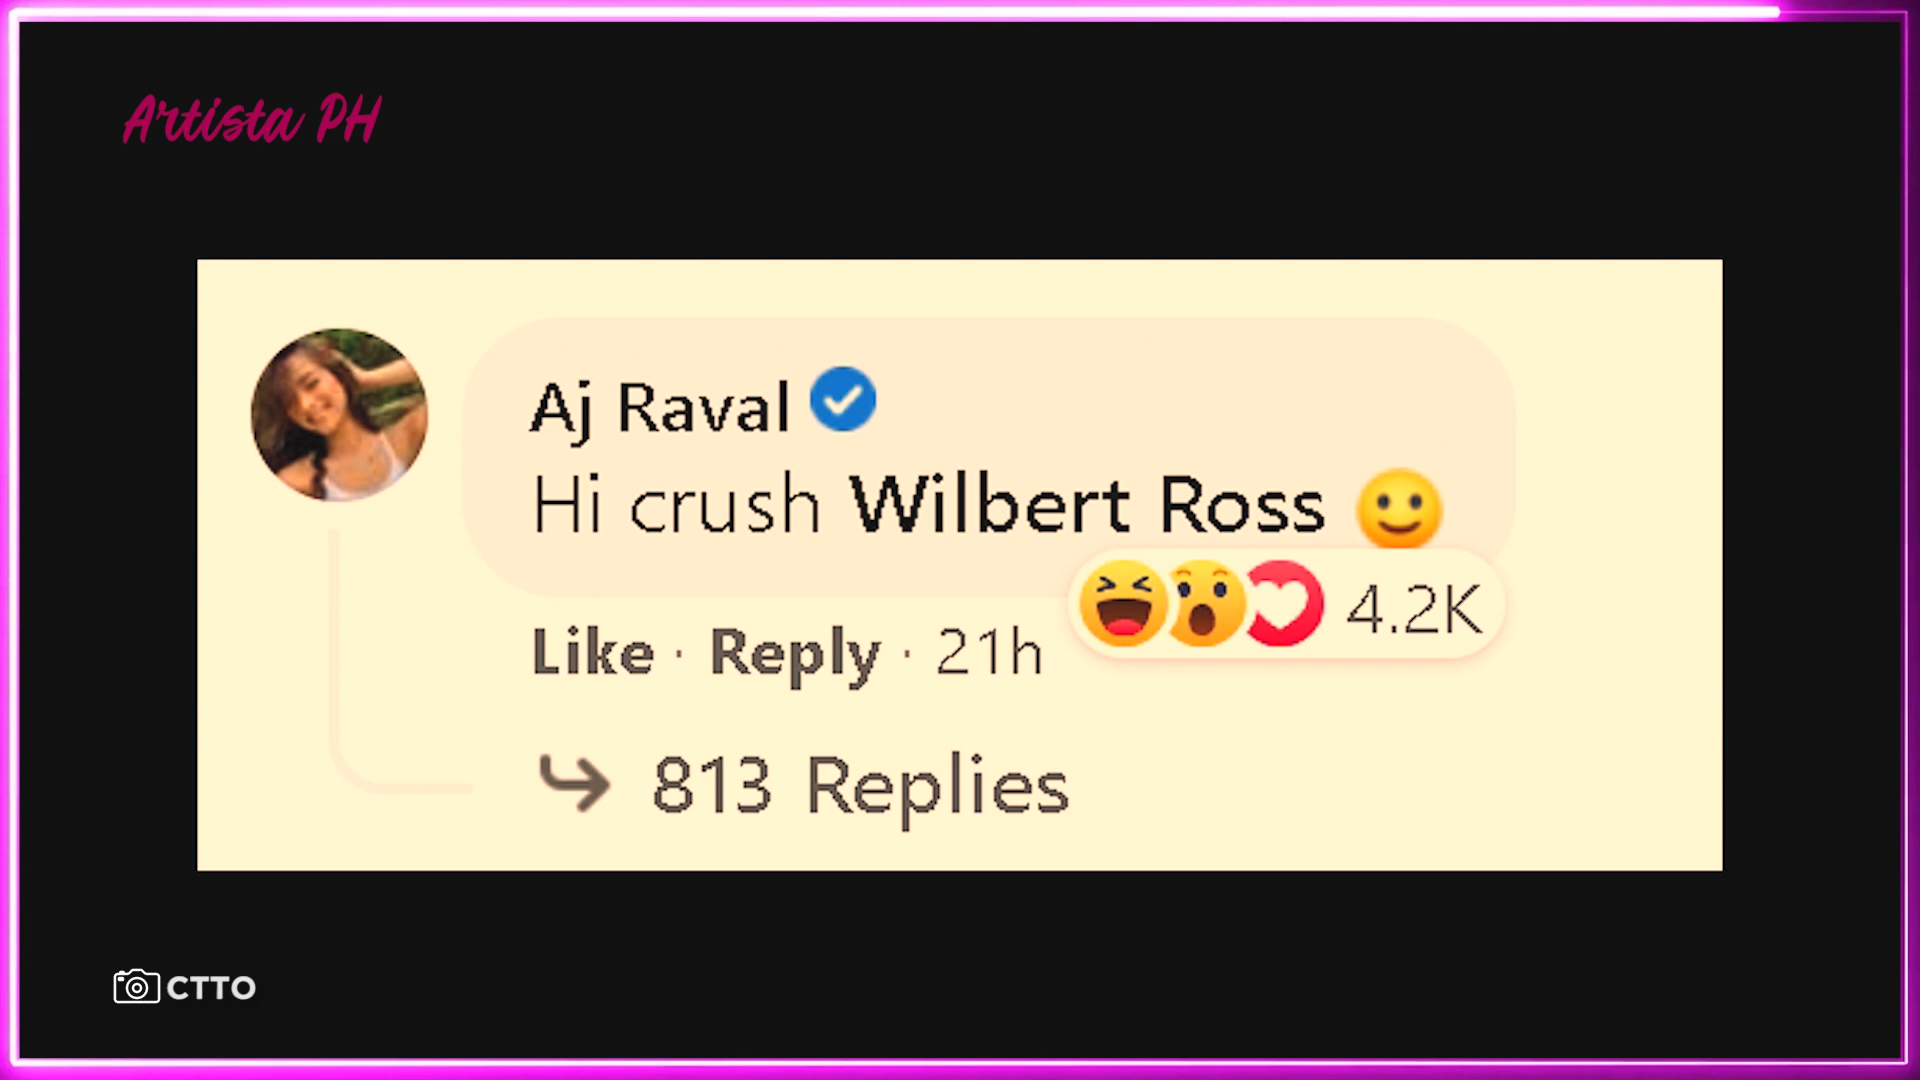 Artista PH
Aj Raval
Hi crush Wilbert Ross 🙂
4.2K
Like · Reply · 21h
813 Replies
CTTO